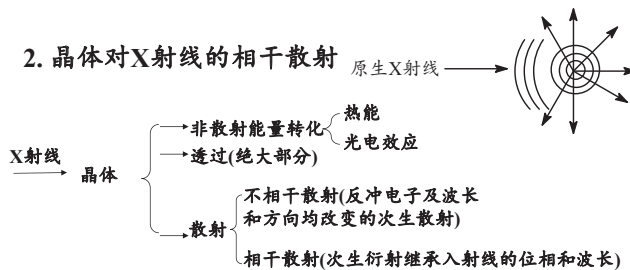 2. 晶体对X射线的相干散射
原生X射线
热能
非散射能量转化
光电效应
X射线
透过(绝大部分)
晶体
不相干散射(反冲电子及波长
和方向均改变的次生散射)
散射
相干散射(次生衍射继承入射线的位相和波长)